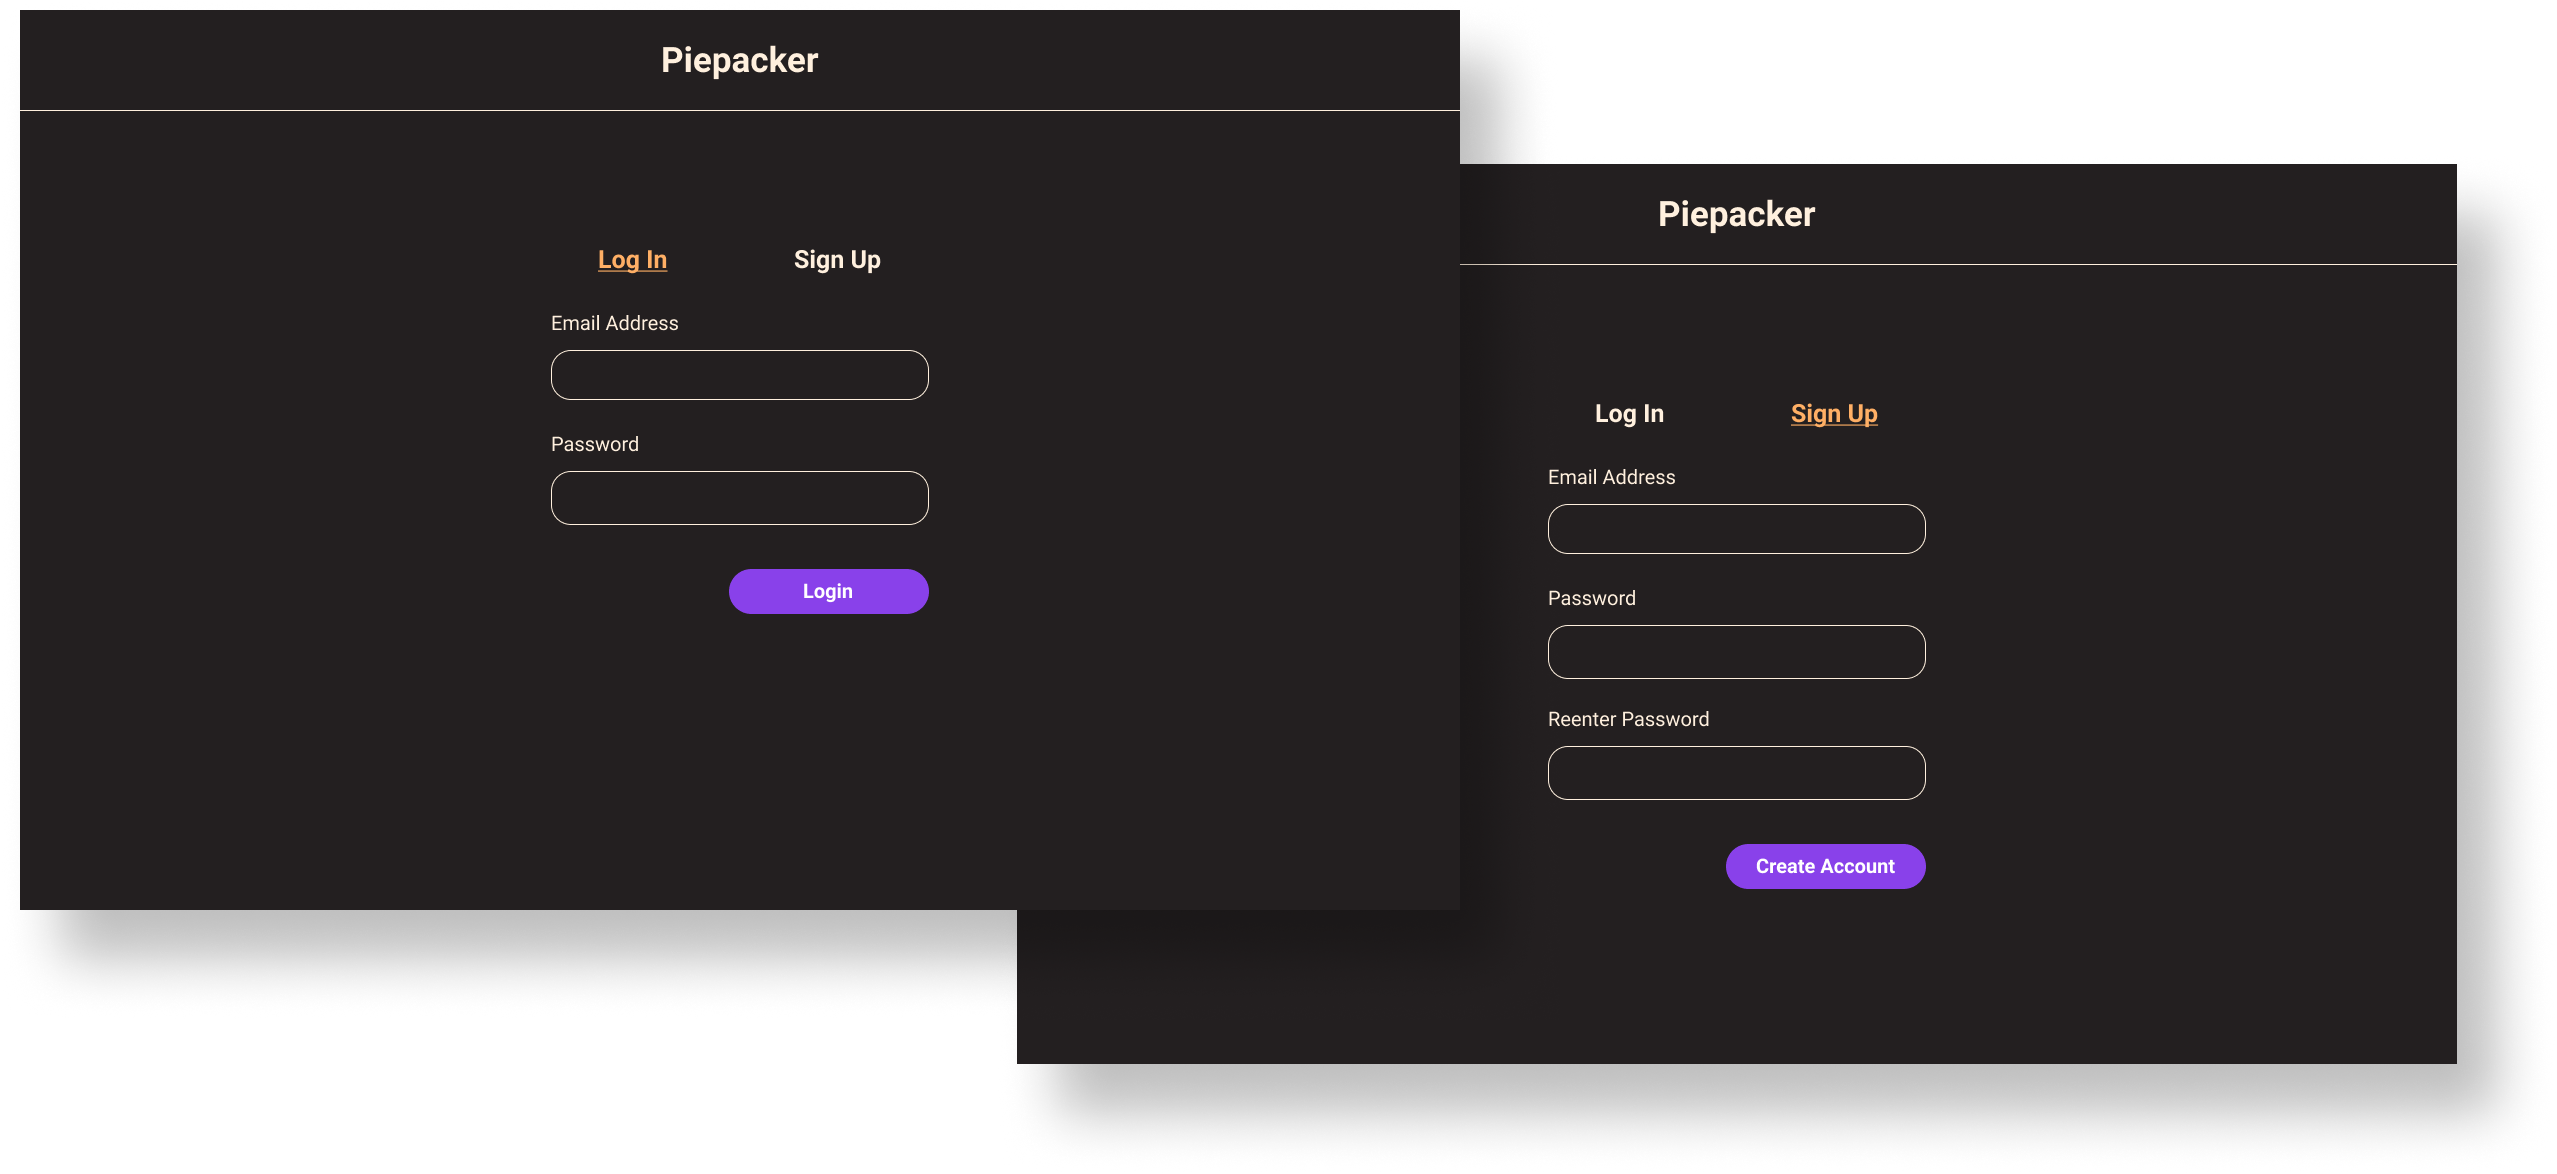 Piepacker
Log In
Sign Up
Email Address
Password
Login
Piepacker
Log In
Sign Up
Email Address
Password
Reenter Password
Create Account